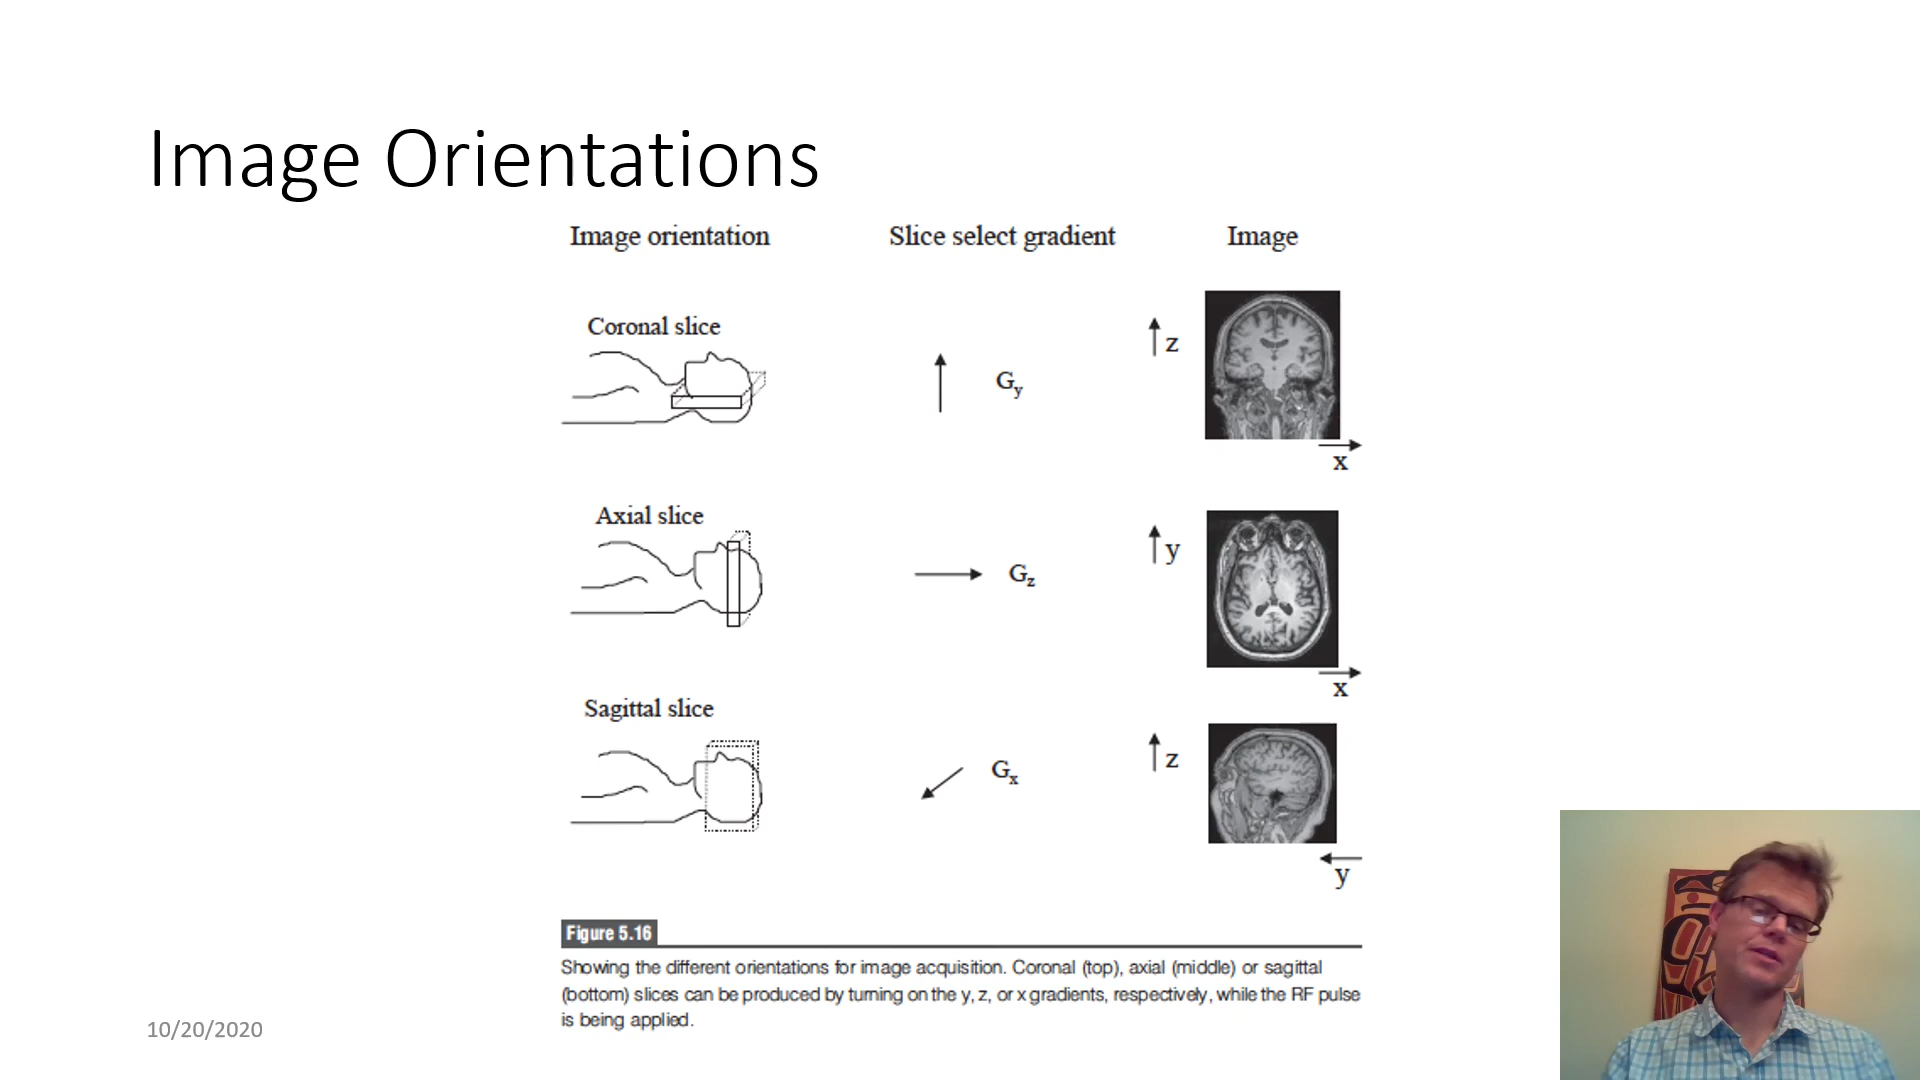 Image Orientations
Image orientation Slice select gradient Image
Coronal slice
z
Gy
x
Axial slice
y
Gz
x
Sagittal slice
z
Gx
y
Figure 5.16
Showing the different orientations for image acquisition. Coronal (top), axial (middle) or sagittal
(bottom) slices can be produced by turning on the y, z, or x gradients, respectively, while the RF pulse
is being applied.
10/20/2020